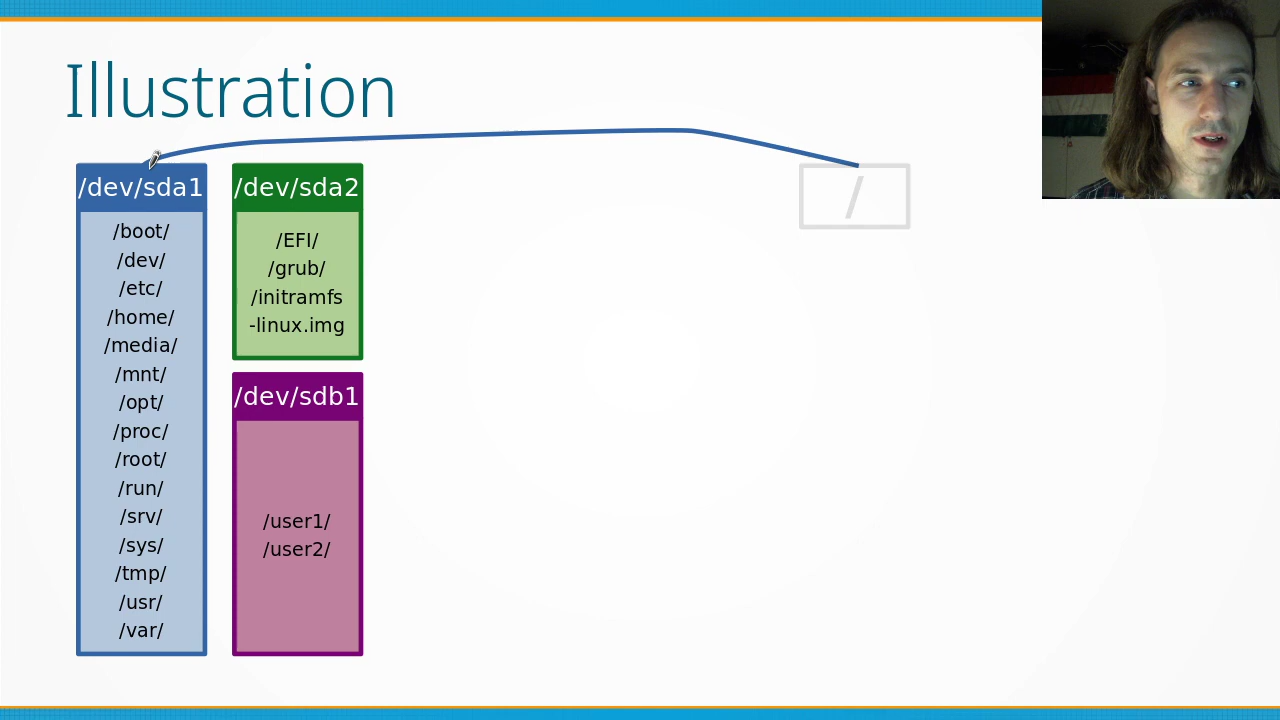 Illustration
/dev/sda1
/boot/
/dev/
/etc/
/home/
/media/
/mnt/
/opt/
/proc/
/root/
/run/
/srv/
/sys/
/tmp/
/usr/
/var/
/dev/sda2
/EFI/
/grub/
/initramfs
-linux.img
/dev/sdb1
/user1/
/user2/
/